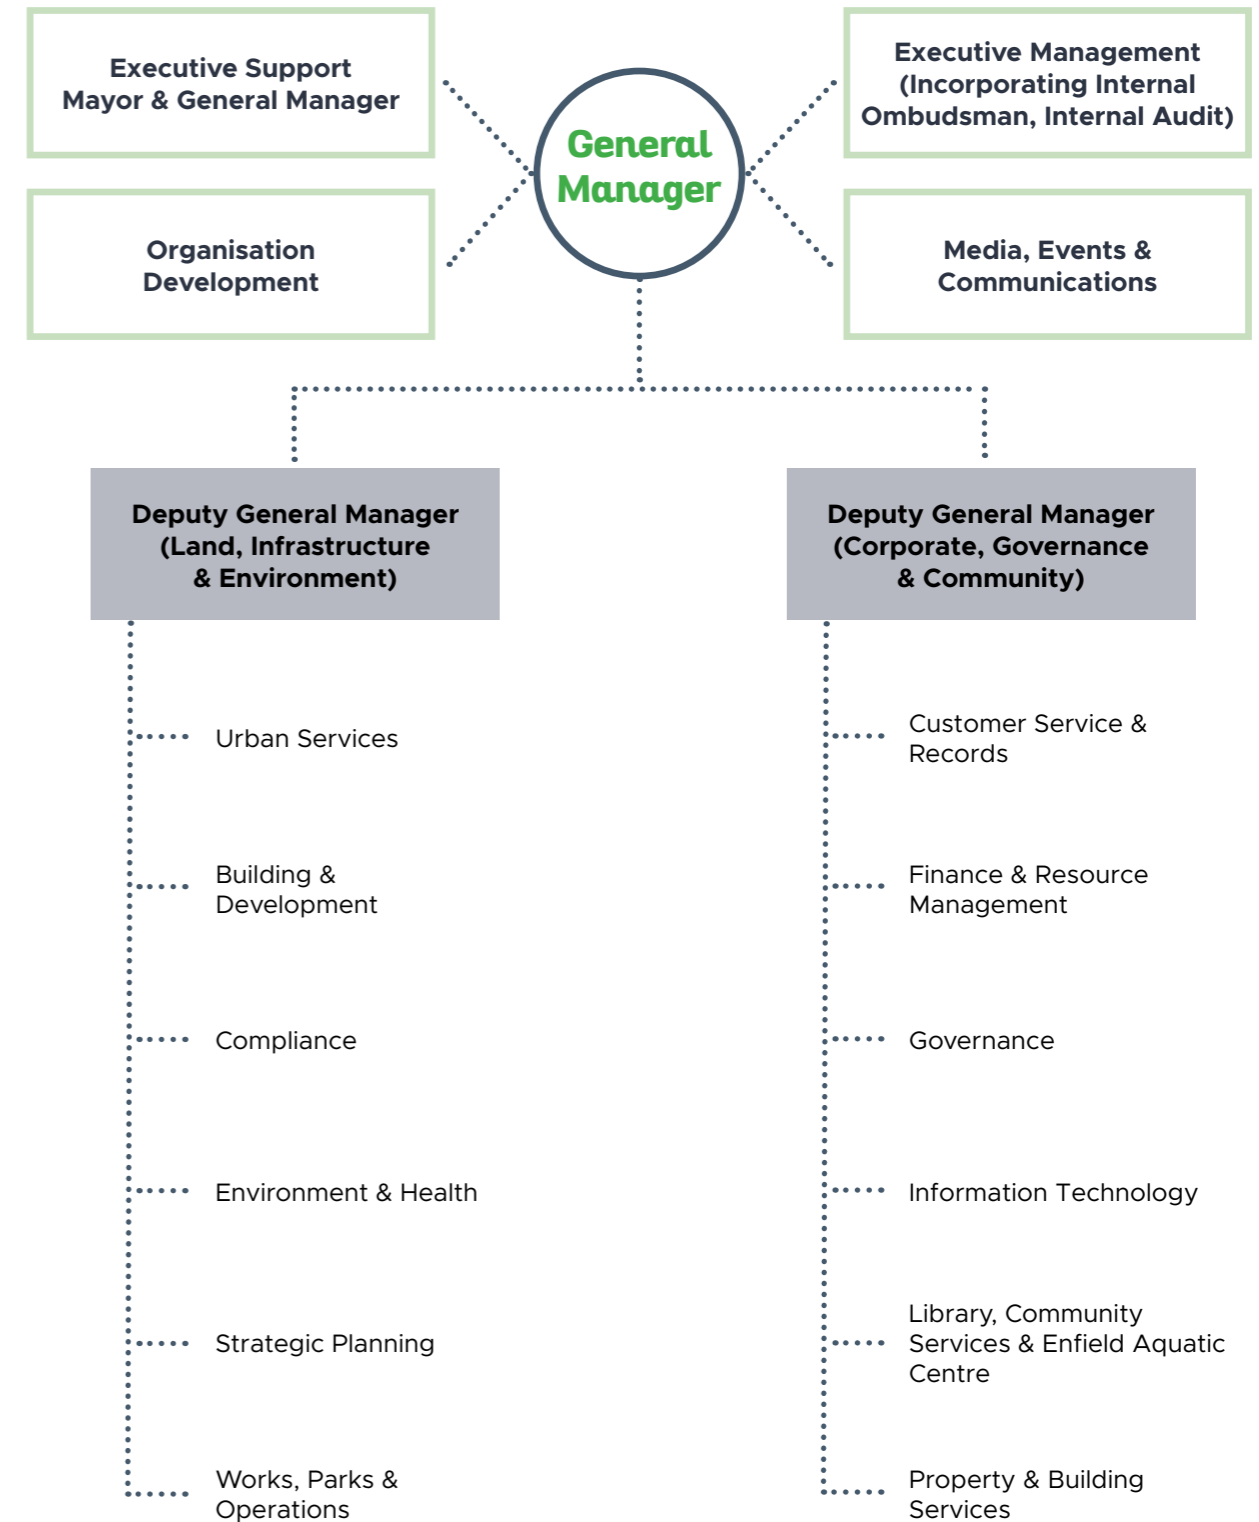 Executive Support
Mayor & General Manager
General
Manager
Executive Management
(Incorporating Internal
Ombudsman, Internal Audit)
Organisation
Development
Media, Events &
Communications
Deputy General Manager
(Land, Infrastructure
& Environment)
Urban Services
Building &
Development
Compliance
Environment & Health
Strategic Planning
Works, Parks &
Operations
Deputy General Manager
(Corporate, Governance
& Community)
Customer Service &
Records
Finance & Resource
Management
Governance
Information Technology
Library, Community
Services & Enfield Aquatic
Centre
Property & Building
Services